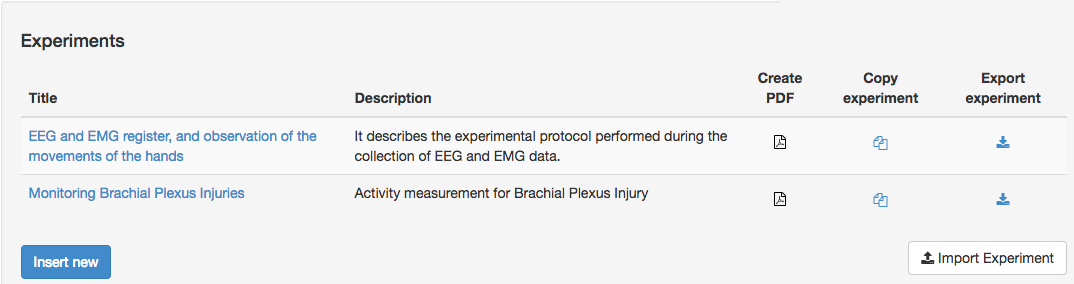 Experiments
Create
PDF
Copy
experiment
Export
experiment
Title
Description
EEG and EMG register, and observation of the
movements of the hands
It describes the experimental protocol performed during the
collection of EEG and EMG data.
Monitoring Brachial Plexus Injuries
Activity measurement for Brachial Plexus Injury
Insert new
Import Experiment